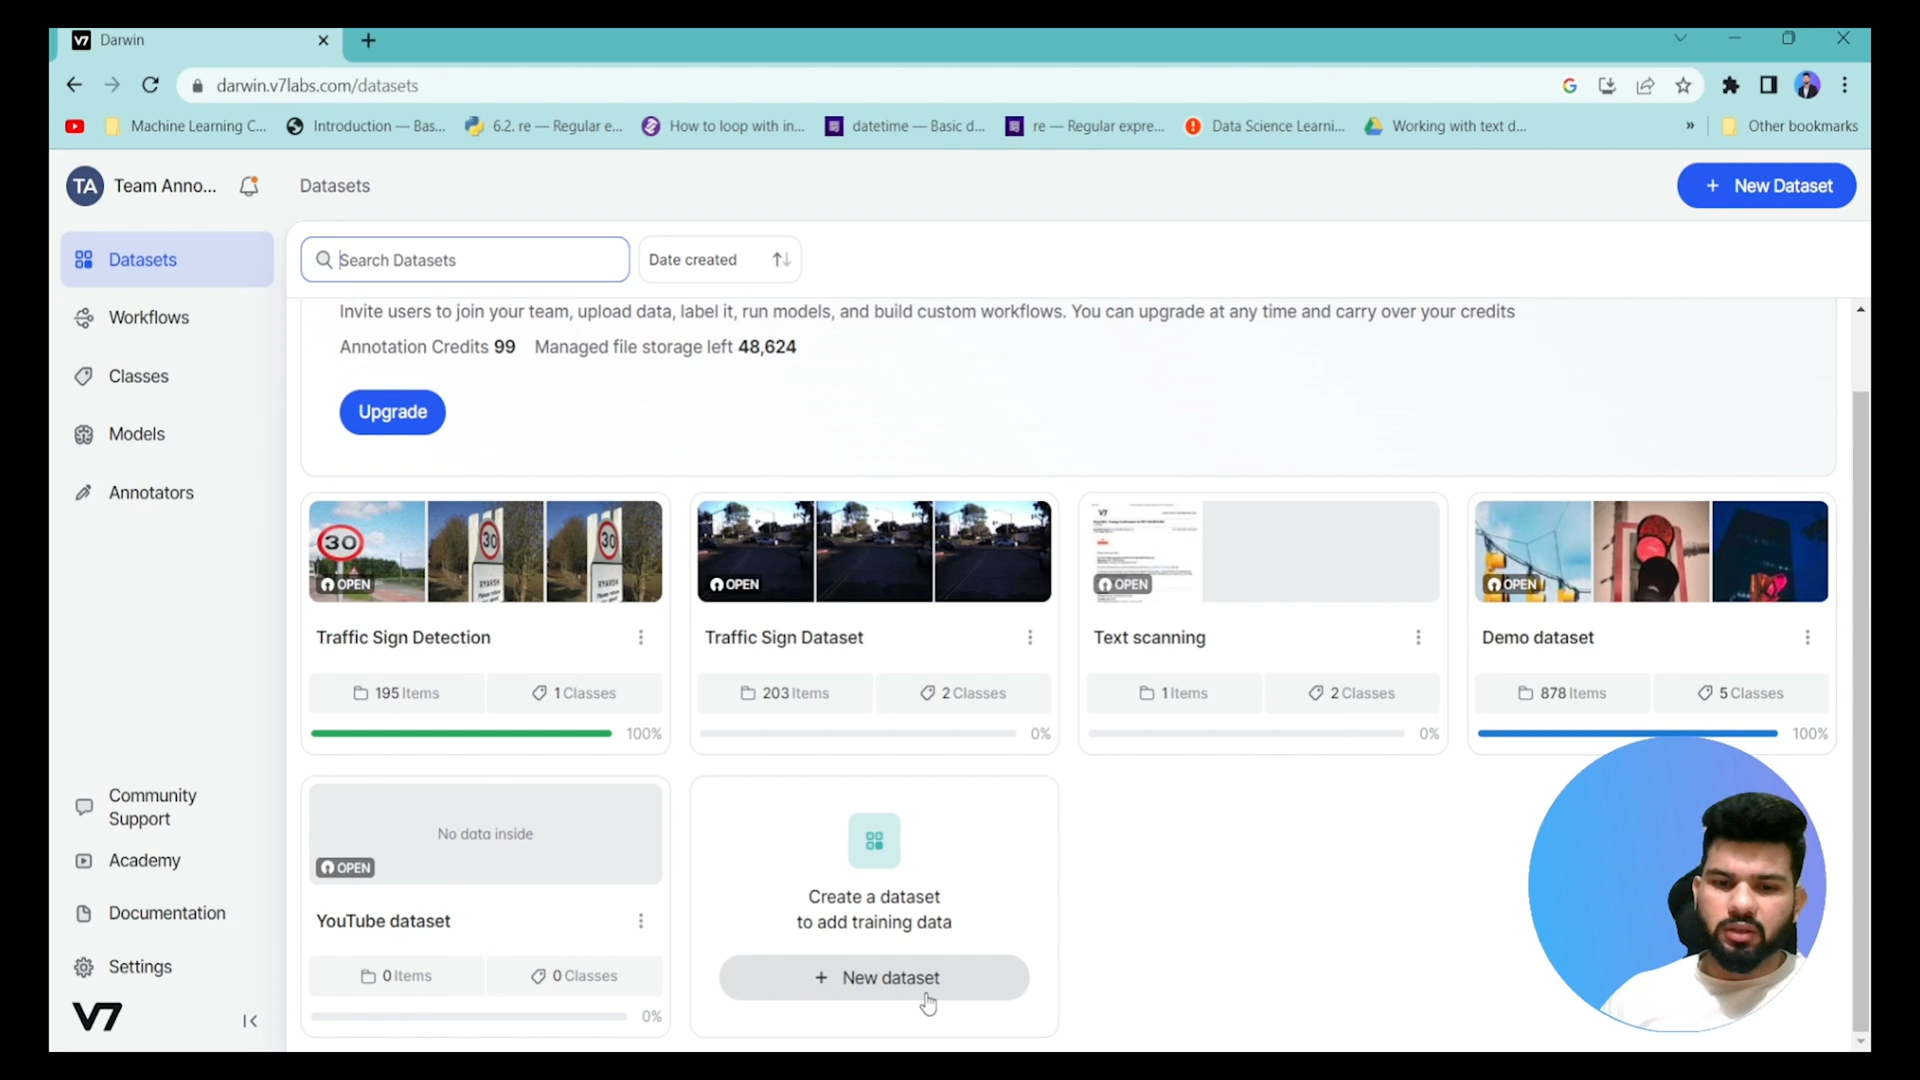 Darwin
darwin.v7labs.com/datasets
Machine Learning C...
Introduction — Bas...
6.2. re — Regular e...
How to loop with in...
datetime — Basic d...
re — Regular expre...
Data Science Learni...
Working with text d...
»
Other bookmarks
TA
Team Anno...
Datasets
+ New Dataset
Datasets
Workflows
Classes
Models
Annotators
Community
Support
Academy
Documentation
Settings
V7
Search Datasets
Date created
Invite users to join your team, upload data, label it, run models, and build custom workflows. You can upgrade at any time and carry over your credits
Annotation Credits 99 Managed file storage left 48,624
Upgrade
30
30
30
OPEN
Traffic Sign Detection
195 Items
1 Classes
100%
OPEN
Traffic Sign Dataset
203 Items
2 Classes
0%
V7
OPEN
Text scanning
1 Items
2 Classes
0%
OPEN
Demo dataset
878 Items
5 Classes
100%
No data inside
OPEN
YouTube dataset
0 Items
0 Classes
0%
Create a dataset
to add training data
+ New dataset